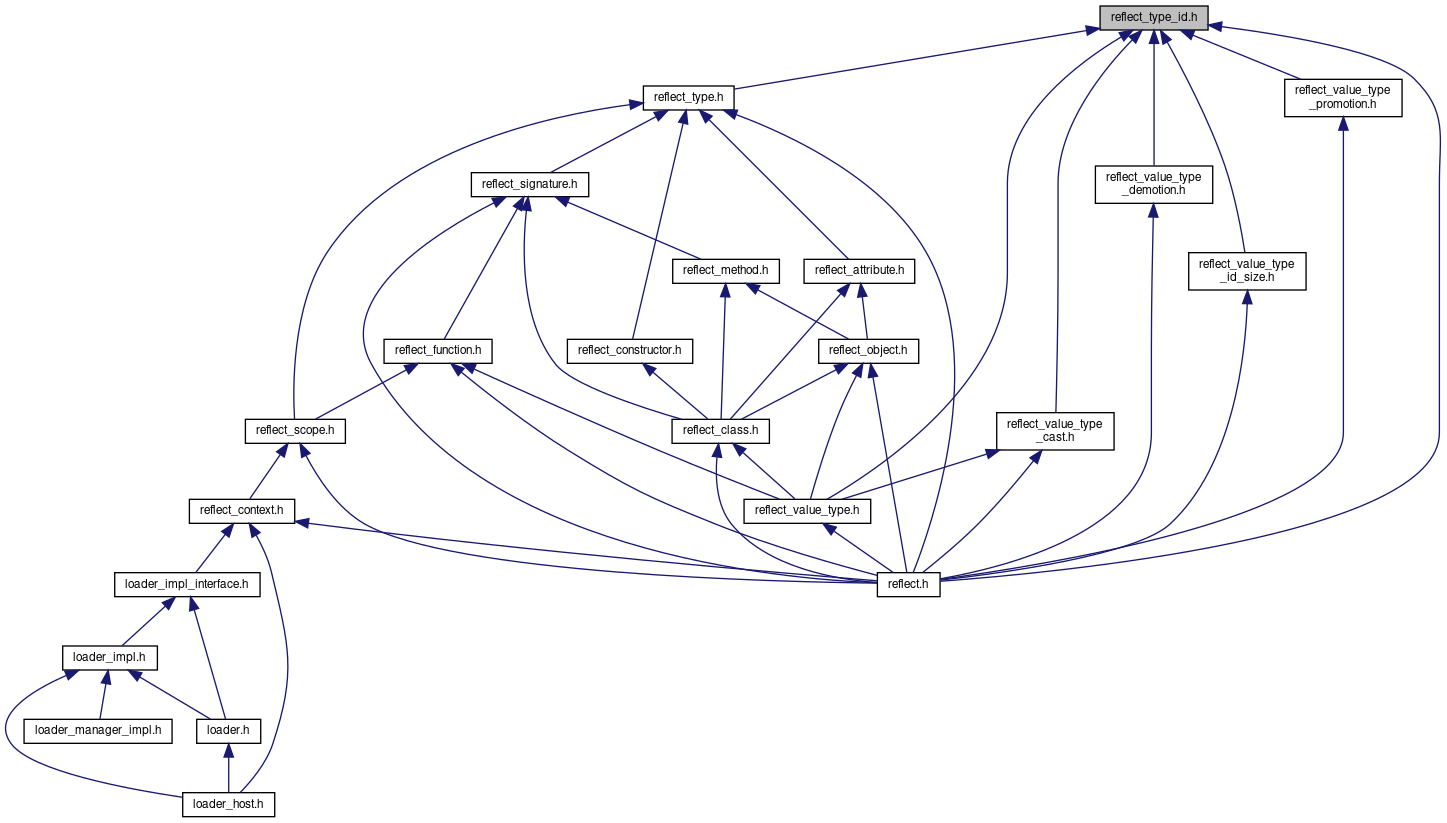 reflect_type_id.h
reflect_type.h
reflect_value_type
_promotion.h
reflect_signature.h
reflect_value_type
_demotion.h
reflect_method.h
reflect_attribute.h
reflect_value_type
_id_size.h
reflect_function.h
reflect_constructor.h
reflect_object.h
reflect_scope.h
reflect_class.h
reflect_value_type
_cast.h
reflect_context.h
reflect_value_type.h
loader_impl_interface.h
reflect.h
loader_impl.h
loader_manager_impl.h
loader.h
loader_host.h